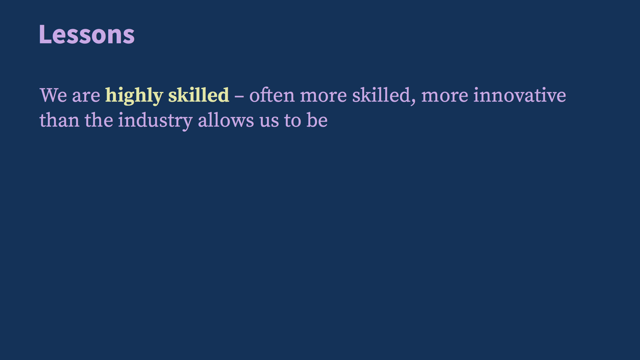 Lessons
We are highly skilled – often more skilled, more innovative
than the industry allows us to be